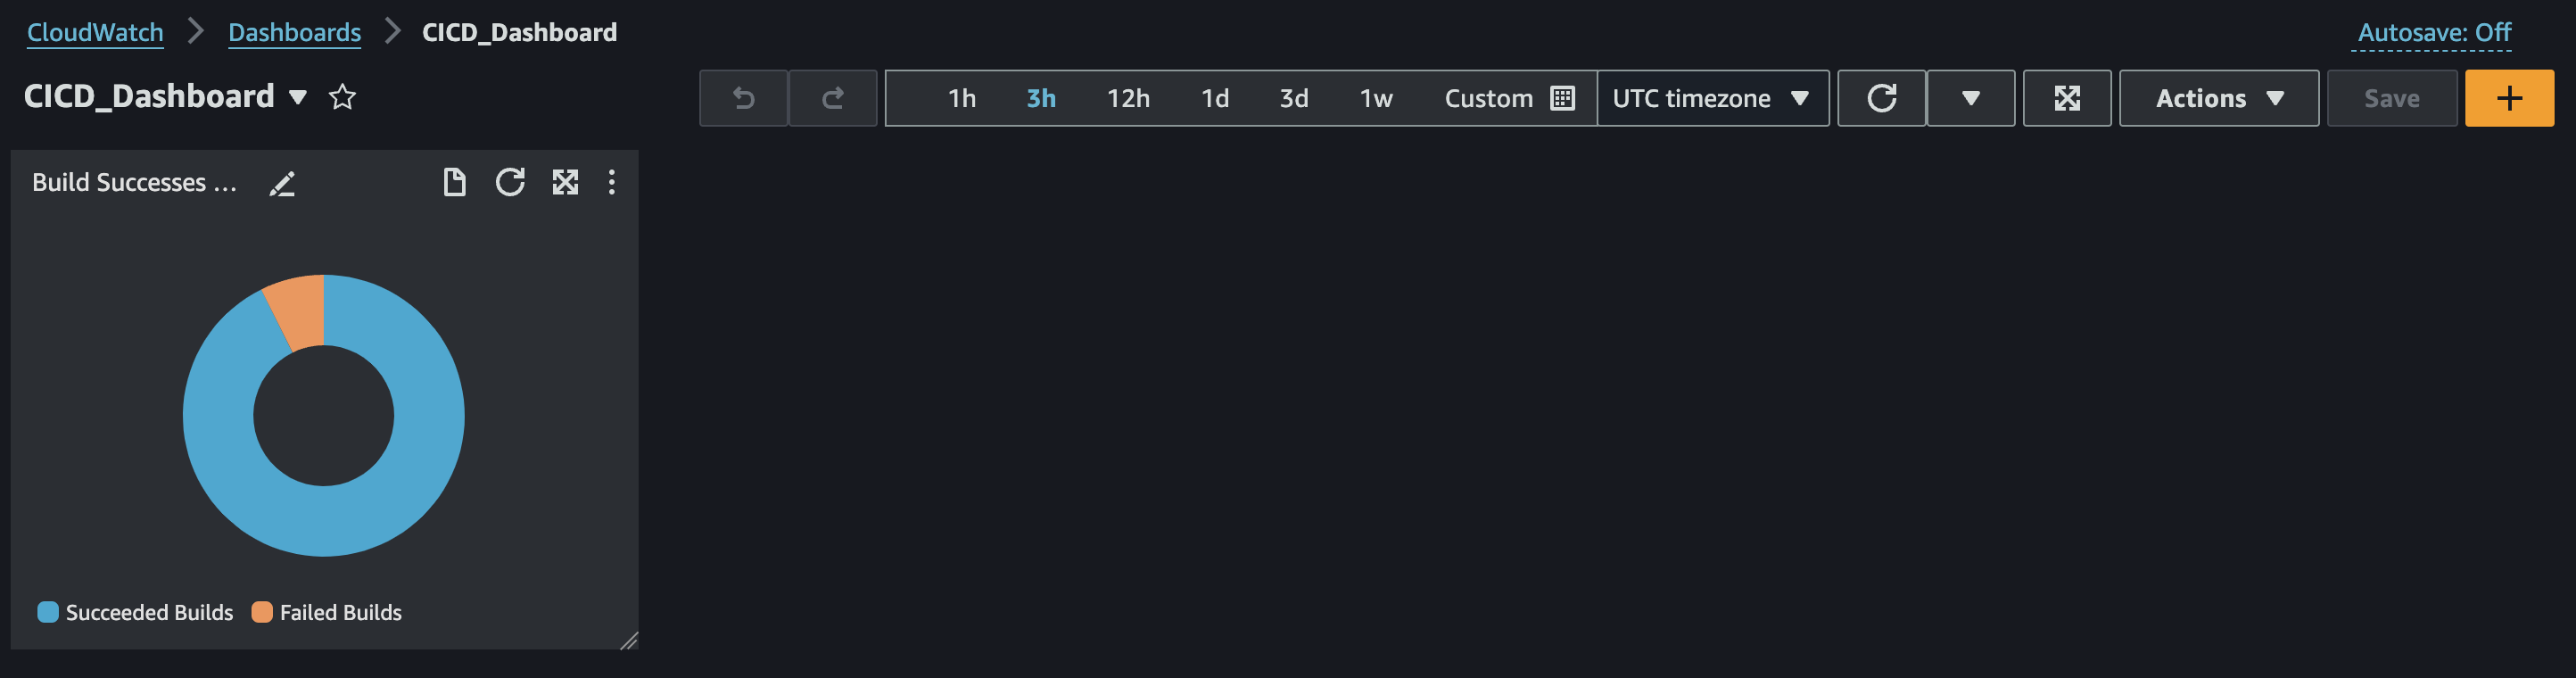 CloudWatch Dashboards CICD_Dashboard
Autosave: Off
CICD_Dashboard
1h 3h 12h 1d 3d 1w Custom UTC timezone Actions Save
Build Successes ...
Succeeded Builds Failed Builds